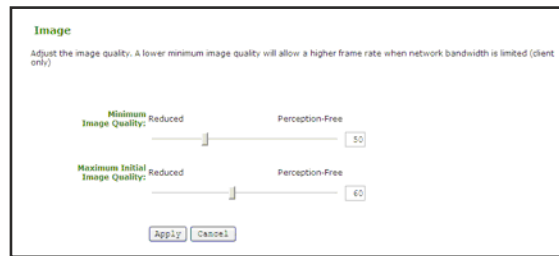 Image
Adjust the image quality. A lower minimum image quality will allow a higher frame rate when network bandwidth is limited (client
only)
Minimum
Image Quality: Reduced Perception-Free
50
Maximum Initial
Image Quality: Reduced Perception-Free
60
Apply Cancel